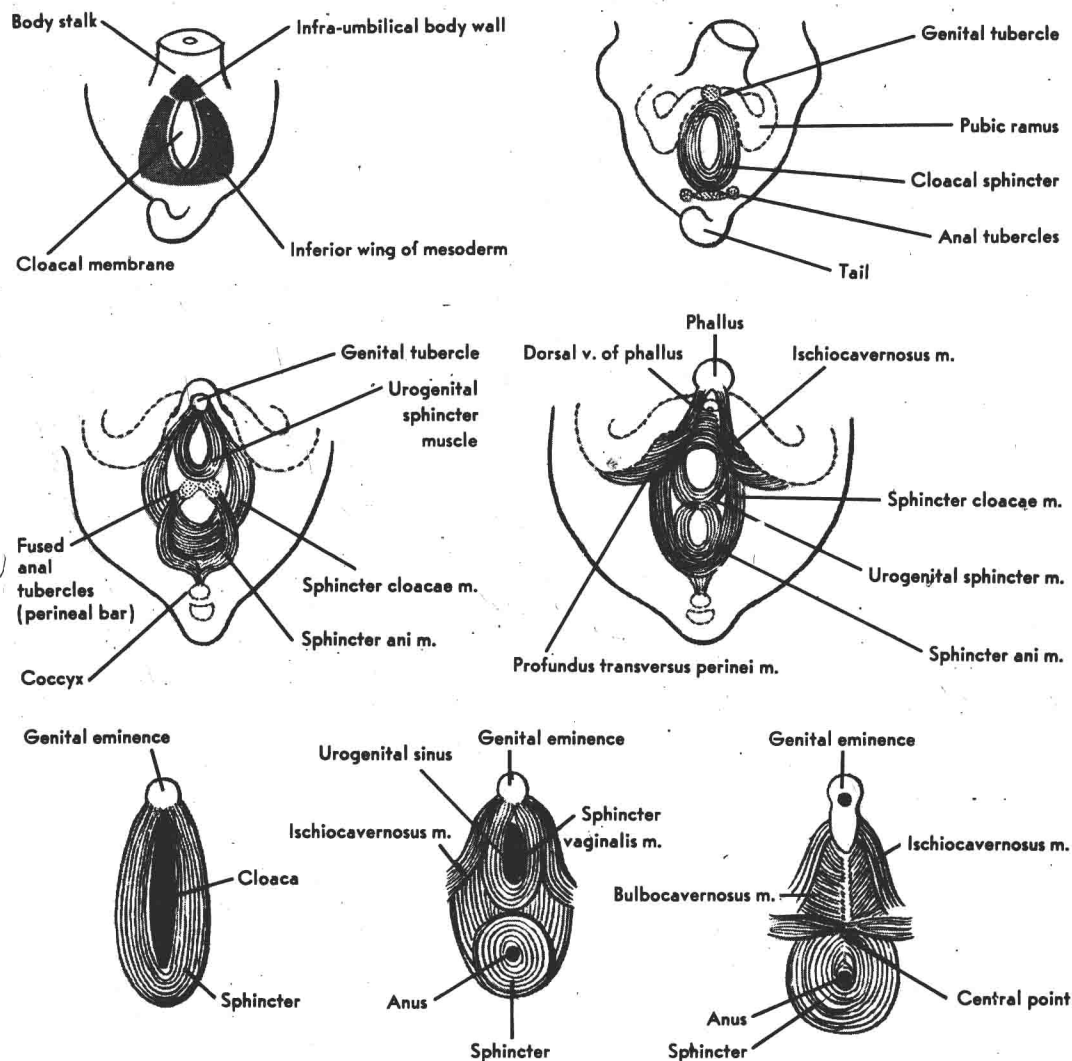 Body stalk
Infra-umbilical body wall
Cloacal membrane
Inferior wing of mesoderm
Genital tubercle
Pubic ramus
Cloacal sphincter
Anal tubercles
Tail
Genital tubercle
Urogenital
sphincter
muscle
Fused
anal
tubercles
(perineal bar)
Sphincter cloacae m.
Sphincter ani m.
Coccyx
Phallus
Dorsal v. of phallus
Ischiocavernosus m.
Sphincter cloacae m.
Urogenital sphincter m.
Sphincter ani m.
Profundus transversus perinei m.
Genital eminence
Cloaca
Sphincter
Urogenital sinus
Genital eminence
Ischiocavernosus m.
Sphincter
vaginalis m.
Anus
Sphincter
Genital eminence
Ischiocavernosus m.
Bulbocavernosus m.
Anus
Central point
Sphincter